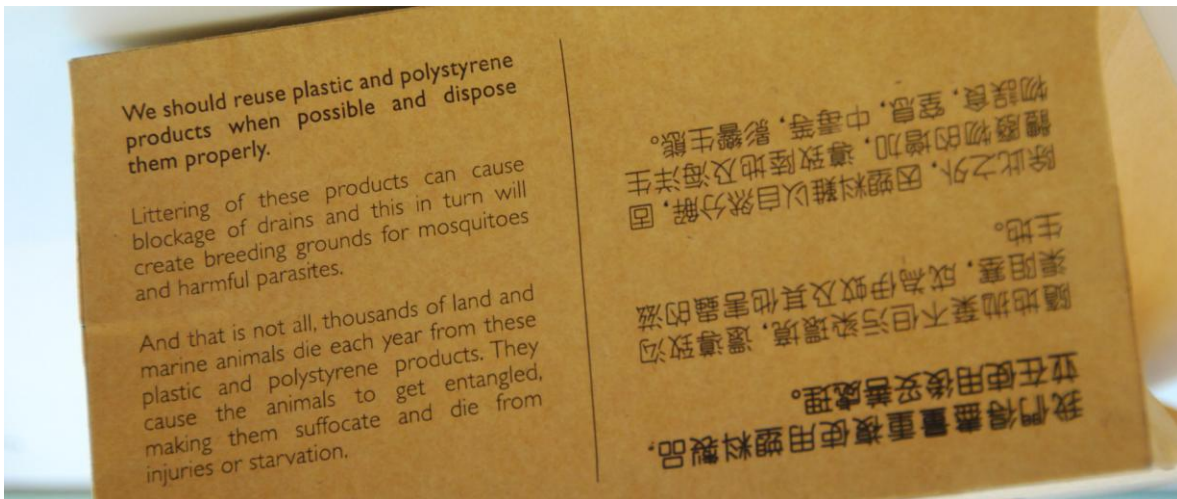 We should reuse plastic and polystyrene
products when possible and dispose
them properly.
Littering of these products can cause
blockage of drains and this in turn will
create breeding grounds for mosquitoes
and harmful parasites.
And that is not all, thousands of land and
marine animals die each year from these
plastic and polystyrene products. They
cause the animals to get entangled,
making them suffocate and die from
injuries or starvation.
我們得盡量重複使用塑料製品,
並在使用後妥善處理。
隨地拋棄不但污染環境, 還導致沟
渠阻塞, 成為伊蚊及其他害蟲的滋
生地。
除此之外, 因塑料難以自然分解, 固
體廢物的增加, 導致陸地及海洋生
物誤食, 窒息, 中毒等, 影響生態。